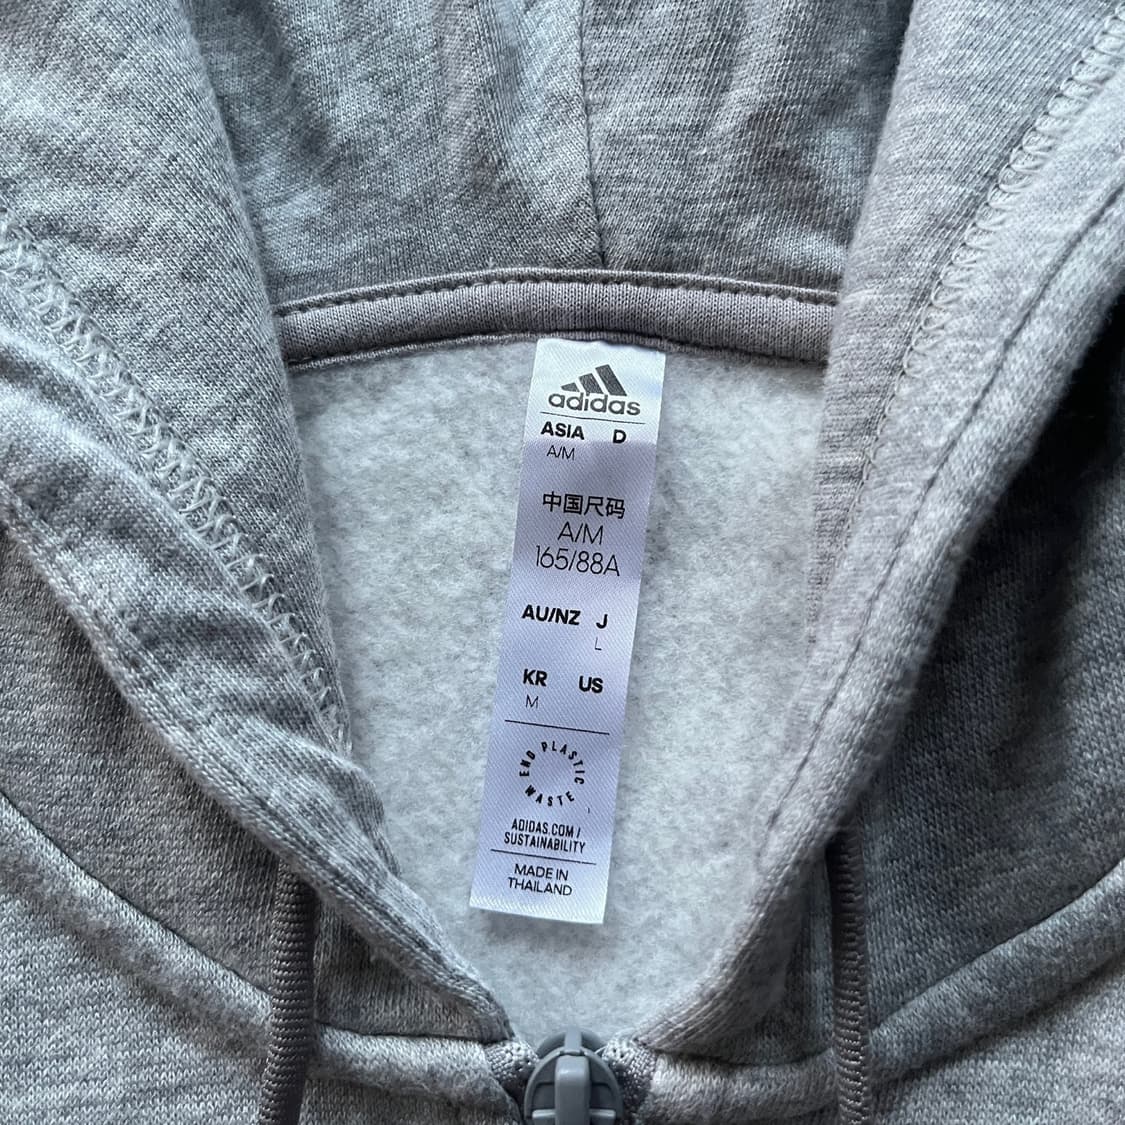 adidas
ASIA D
A/M
中国尺码
A/M
165/88A
AU/NZ J
L
KR US
M
END PLASTIC WASTE
ADIDAS.COM/
SUSTAINABILITY
MADE IN
THAILAND